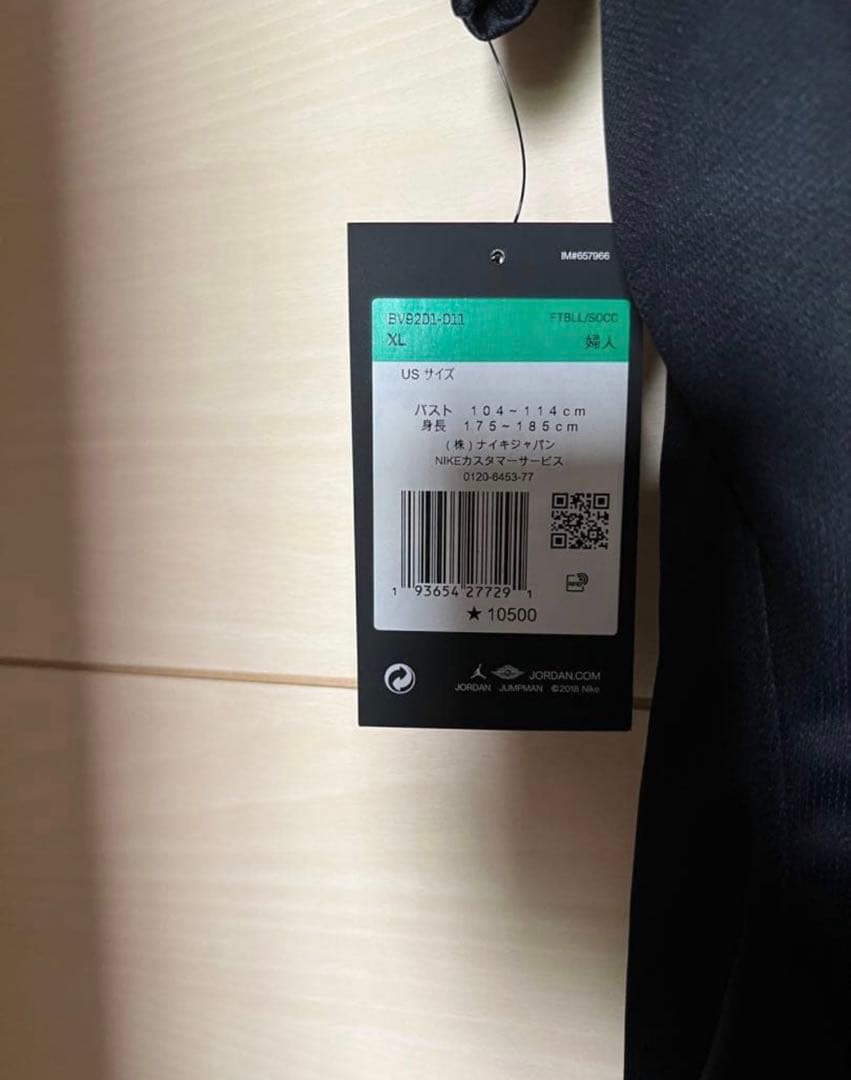 IM#657966
BV9201-011 FTBLL/SOCC
XL 婦人
US サイズ
バスト 104~114cm
身長 175~185cm
(株)ナイキジャパン
NIKEカスタマーサービス
0120-6453-77
1 93654 27729 1
★10500
JORDAN.COM
JORDAN JUMPMAN ©2018 Nike